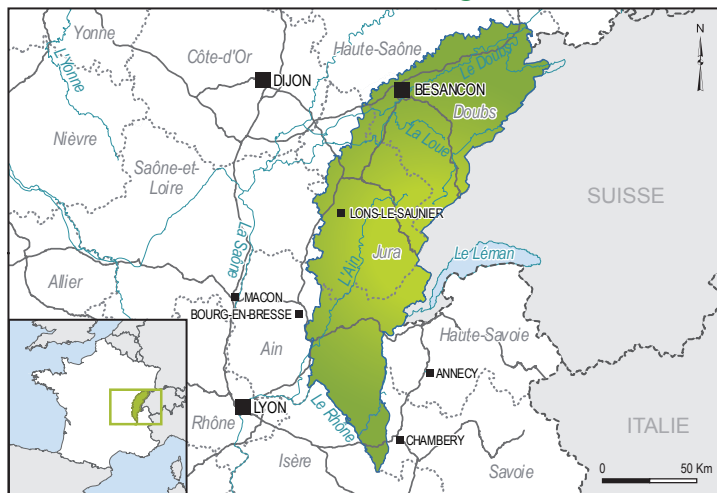 Yonne
L'Yonne
Côte-d'Or
Haute-Saône
N
DIJON
Le Doubs
BESANCON
Doubs
Nièvre
La Loue
Saône-et-
Loire
SUISSE
LONS-LE-SAUNIER
La Saône
Jura
L'Ain
Le Léman
Allier
MACON
BOURG-EN-BRESSE
Haute-Savoie
Ain
ANNECY
LYON
Le Rhône
Rhône
ITALIE
CHAMBERY
Isère
Savoie
0
50 Km